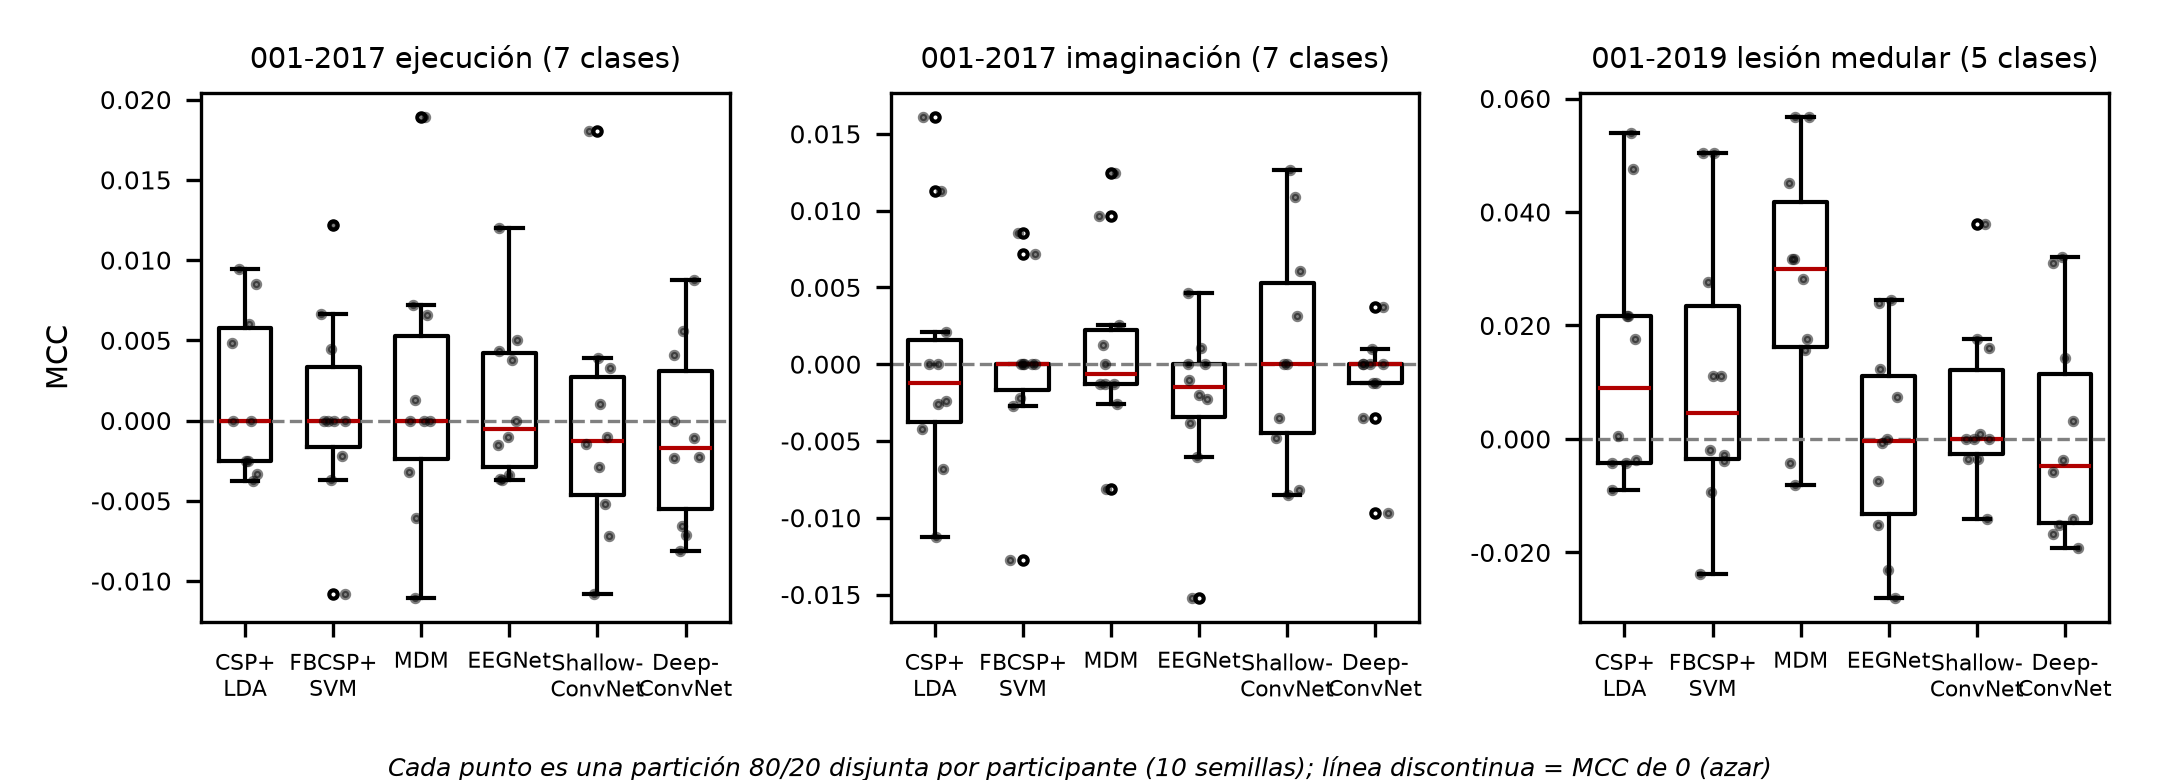 001-2017 ejecución (7 clases)
001-2017 imaginación (7 clases)
001-2019 lesión medular (5 clases)
MCC
0.020
0.015
0.010
0.005
0.000
-0.005
-0.010
CSP+
LDA
FBCSP+
SVM
MDM
EEGNet
Shallow-
ConvNet
Deep-
ConvNet
0.015
0.010
0.005
0.000
-0.005
-0.010
-0.015
CSP+
LDA
FBCSP+
SVM
MDM
EEGNet
Shallow-
ConvNet
Deep-
ConvNet
0.060
0.040
0.020
0.000
-0.020
CSP+
LDA
FBCSP+
SVM
MDM
EEGNet
Shallow-
ConvNet
Deep-
ConvNet
Cada punto es una partición 80/20 disjunta por participante (10 semillas); línea discontinua = MCC de 0 (azar)